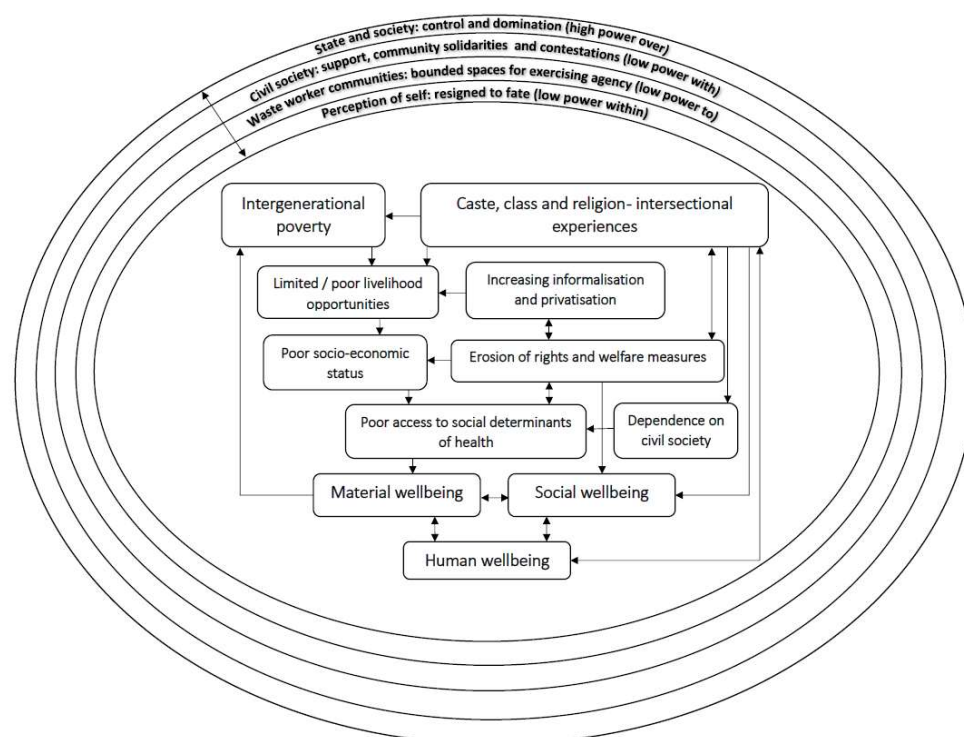 State and society: control and domination (high power over)
Civil society: support, community solidarities and contestations (low power with)
Waste worker communities: bounded spaces for exercising agency (low power to)
Perception of self: resigned to fate (low power within)
Intergenerational
poverty
Caste, class and religion- intersectional
experiences
Limited / poor livelihood
opportunities
Increasing informalisation
and privatisation
Poor socio-economic
status
Erosion of rights and welfare measures
Poor access to social determinants
of health
Dependence on
civil society
Material wellbeing
Social wellbeing
Human wellbeing